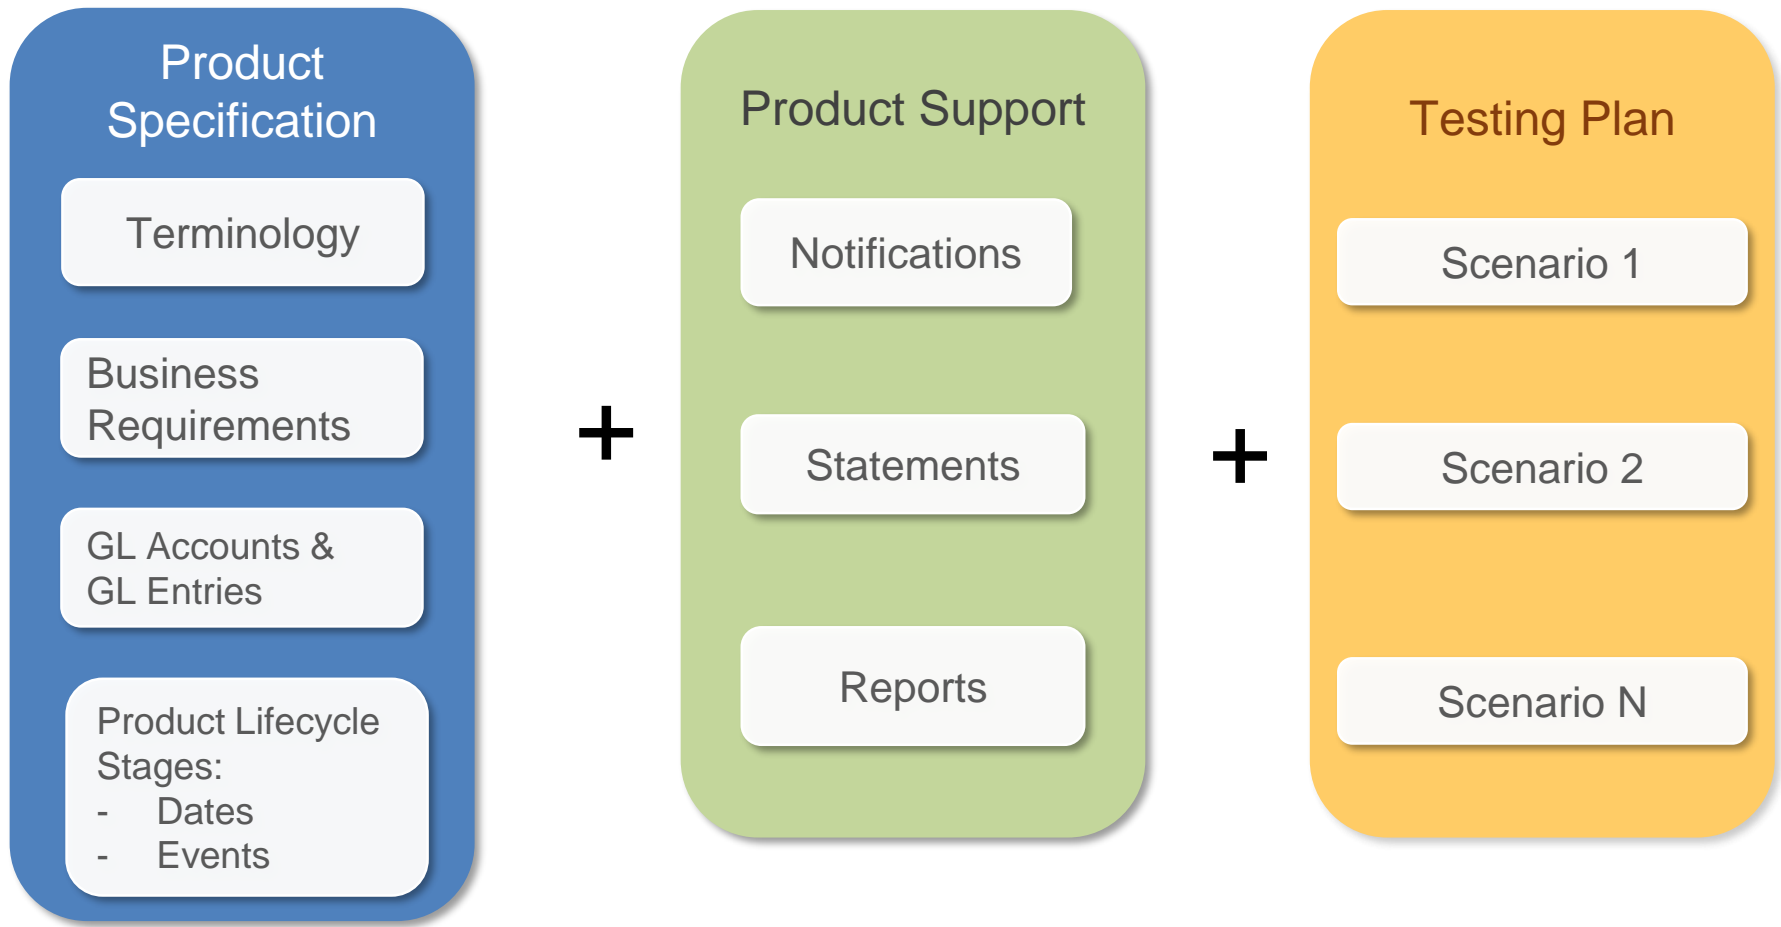 Product
Specification
Terminology
Business
Requirements
GL Accounts &
GL Entries
Product Lifecycle
Stages:
- Dates
- Events
+
Product Support
Notifications
Statements
Reports
+
Testing Plan
Scenario 1
Scenario 2
Scenario N